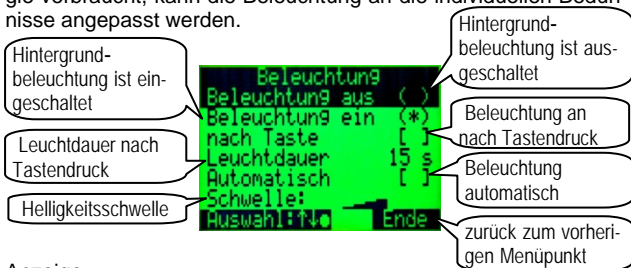 gie verbraucht, kann die Beleuchtung an die individuellen Bedürf-
nisse angepasst werden.
Hintergrund-
beleuchtung ist ein-
geschaltet
Leuchtdauer nach
Tastendruck
Helligkeitsschwelle
Beleuchtung
Beleuchtung aus ( )
Beleuchtung ein (*)
nach Taste [ ]
Leuchtdauer 15 s
Automatisch [ ]
Schwelle:
Auswahl:↑↓● Ende
Hintergrund-
beleuchtung ist aus-
geschaltet
Beleuchtung an
nach Tastendruck
Beleuchtung
automatisch
zurück zum vorheri-
gen Menüpunkt